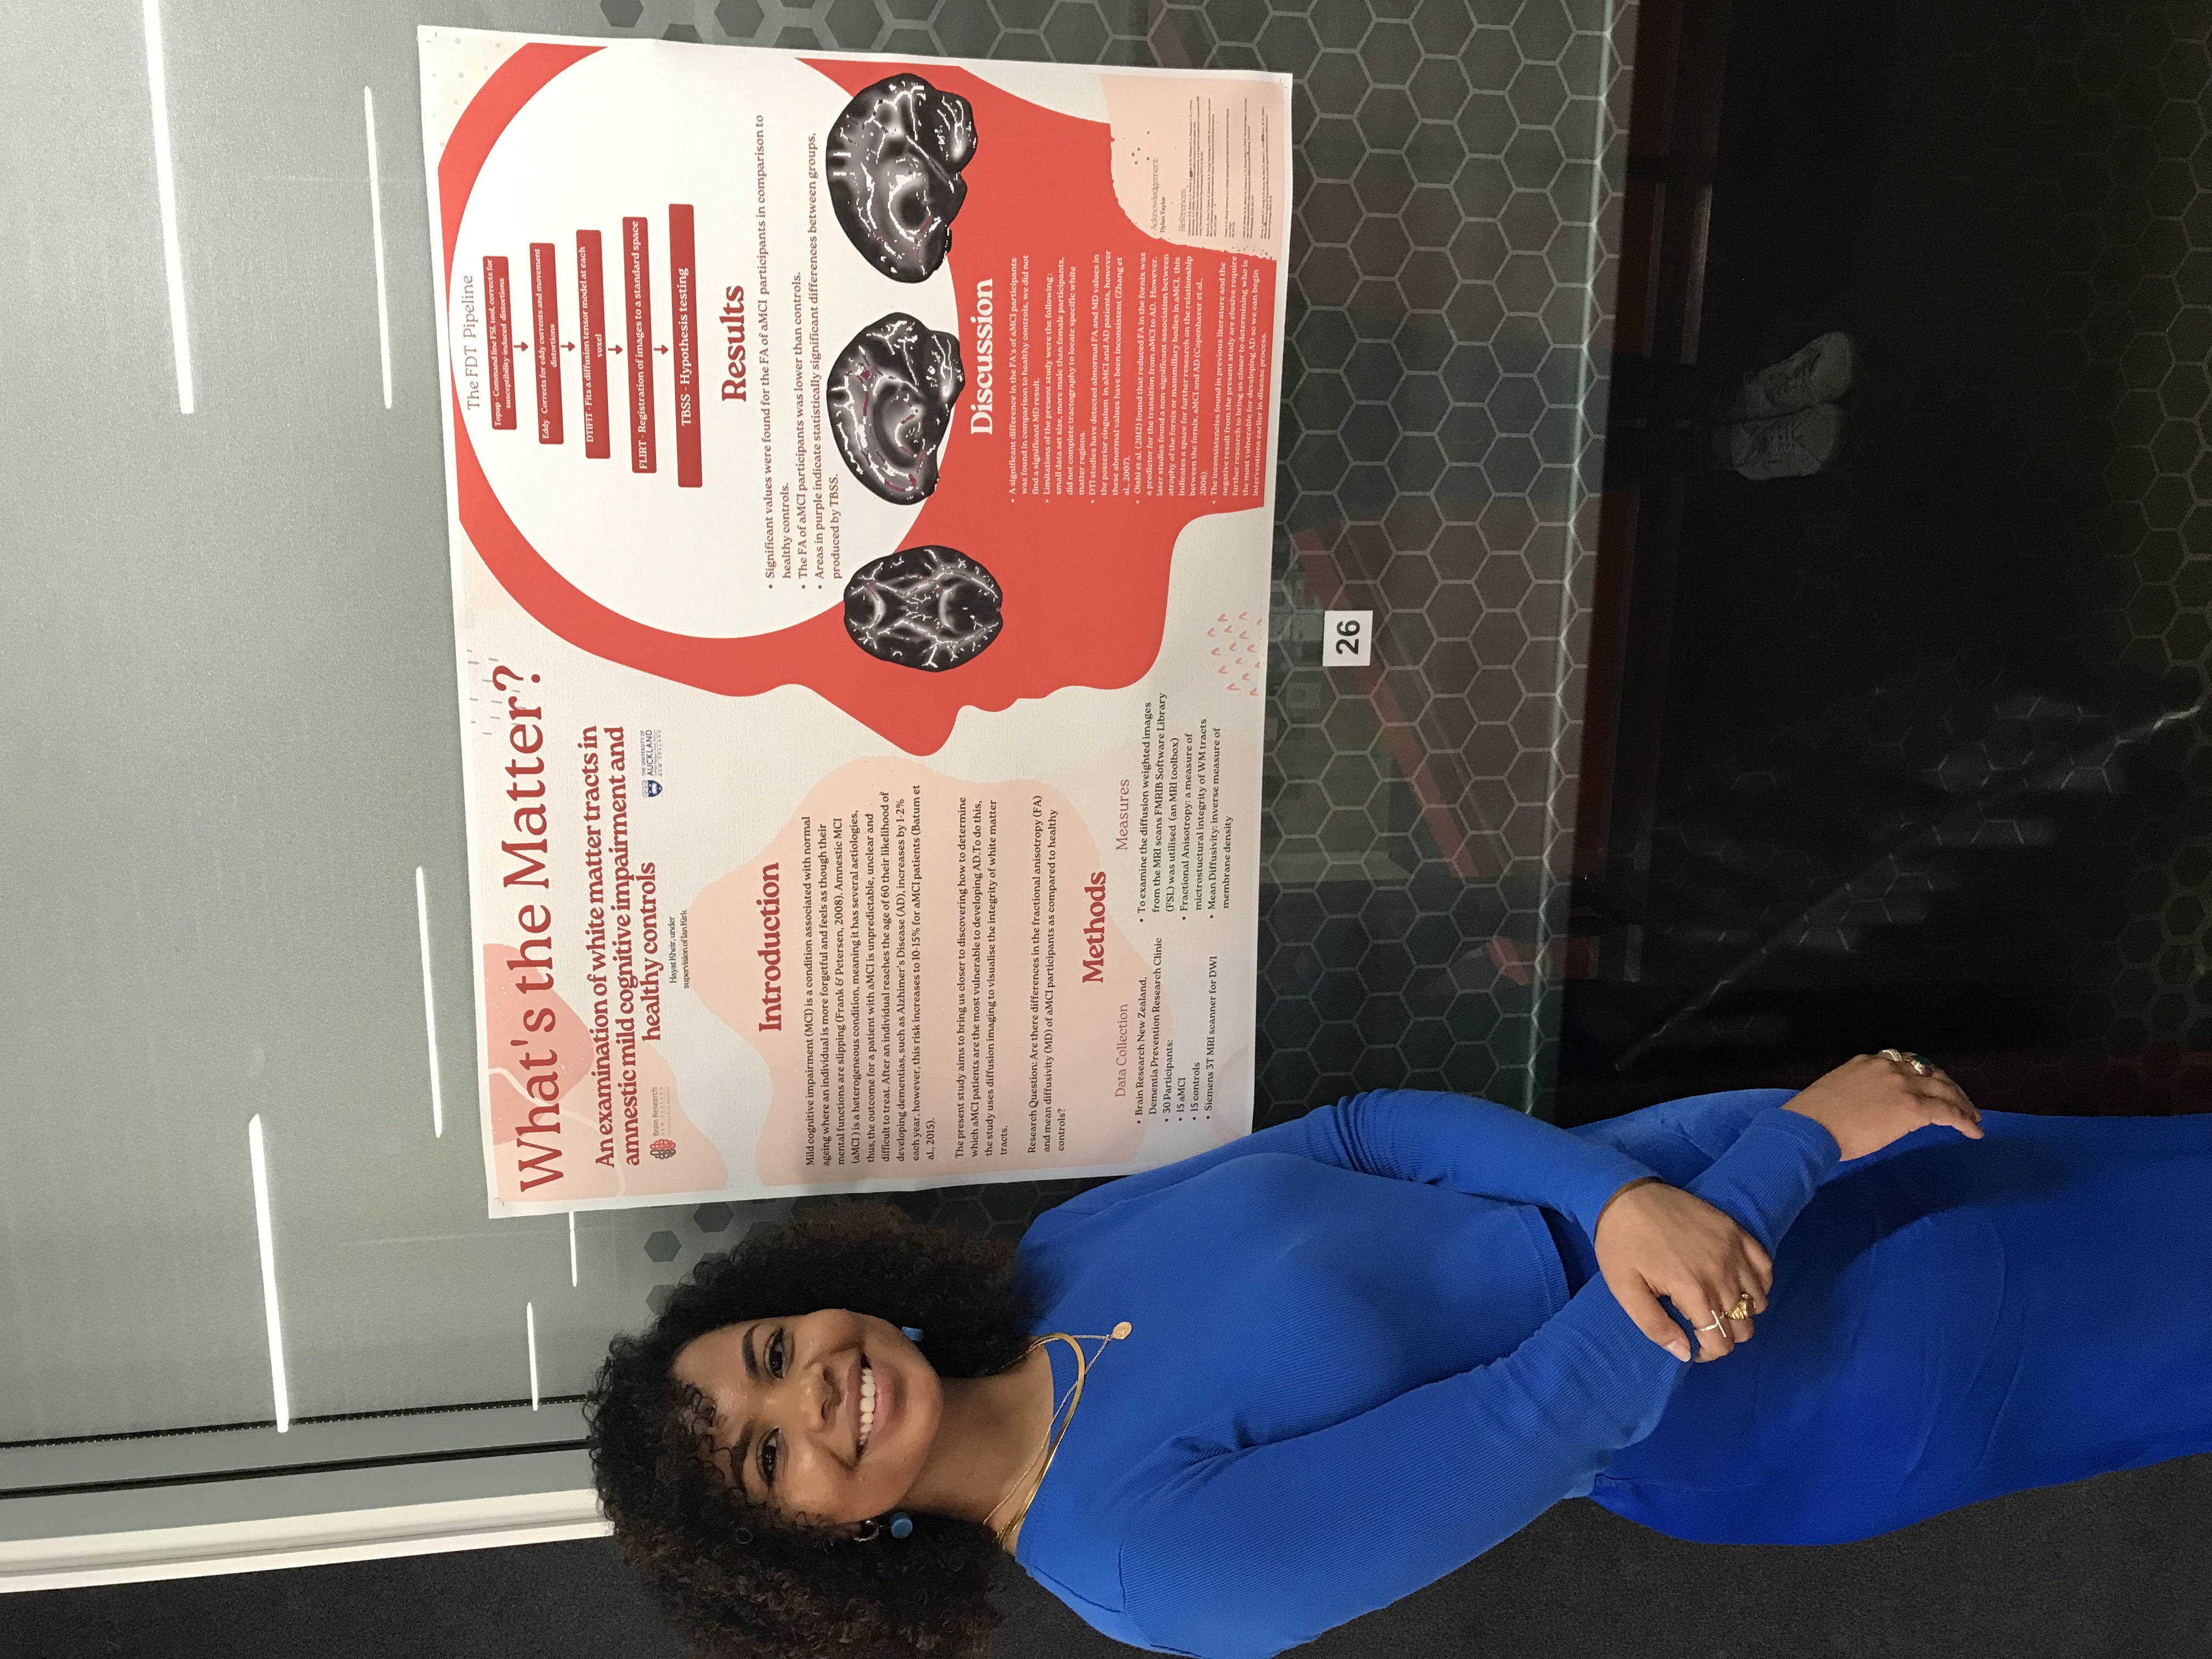 What's the Matter?
An examination of white matter tracts in
amnestic mild cognitive impairment and
healthy controls
Brain Research
NEW ZEALAND
THE UNIVERSITY OF
AUCKLAND
NEW ZEALAND
Hayat Kheir, under
supervision of Ian Kirk
Introduction
Mild cognitive impairment (MCI) is a condition associated with normal
ageing where an individual is more forgetful and feels as though their
mental functions are slipping (Frank & Petersen, 2008). Amnestic MCI
(aMCI ) is a heterogeneous condition, meaning it has several aetiologies,
thus, the outcome for a patient with aMCI is unpredictable, unclear and
difficult to treat. After an individual reaches the age of 60 their likelihood of
developing dementias, such as Alzhimer's Disease (AD), increases by 1-2%
each year, however, this risk increases to 10-15% for aMCI patients (Batum et
al., 2015).
The present study aims to bring us closer to discovering how to determine
which aMCI patients are the most vulnerable to developing AD.To do this,
the study uses diffusion imaging to visualise the integrity of white matter
tracts.
Research Question: Are there differences in the fractional anisotropy (FA)
and mean diffusivity (MD) of aMCI participants as compared to healthy
controls?
Methods
Data Collection
• Brain Research New Zealand,
Dementia Prevention Research Clinic
• 30 Participants:
• 15 aMCI
• 15 controls
• Siemens 3T MRI scanner for DWI
Measures
• To examine the diffusion weighted images
from the MRI scans FMRIB Software Library
(FSL) was utilised (an MRI toolbox)
• Fractional Anisotropy: a measure of
mictrostuctural integrity of WM tracts
• Mean Diffusivity: inverse measure of
membrane density
The FDT Pipeline
Topup - Command line FSL tool, corrects for
susceptibility-induced distortions
Eddy - Corrects for eddy currents and movement
distortions
DTIFIT - Fits a diffusion tensor model at each
voxel
FLIRT - Registration of images to a standard space
TBSS - Hypothesis testing
Results
• Significant values were found for the FA of aMCI participants in comparison to
healthy controls.
• The FA of aMCI participants was lower than controls.
• Areas in purple indicate statistically significant differences between groups,
produced by TBSS.
Discussion
• A significant difference in the FA's of aMCI participants
was found in comparison to healthy controls, we did not
find a significant MD result.
• Limitations of the present study were the following :
small data set size, more male than female participants,
did not complete tractography to locate specific white
matter regions.
• DTI studies have detected abnormal FA and MD values in
the posterior cingulum in aMCI and AD patients, however
these abnormal values have been inconsistent (Zhang et
al., 2007).
• Oishi et al. (2012) found that reduced FA in the fornix was
a predictor for the transition from aMCI to AD. However,
later studies found a non-significant association between
atrophy of the fornix or mammillary bodies in aMCI, this
indicates a space for further research on the relationship
between the fornix, aMCI and AD (Copenhaver et al.,
2006).
• The inconsistencies found in previous literature and the
negative result from the present study are elusive require
further research to bring us closer to determining who is
the most vulnerable for developing AD so we can begin
interventions earlier in disease process.
Acknowledgement:
Dylan Taylor
References
26